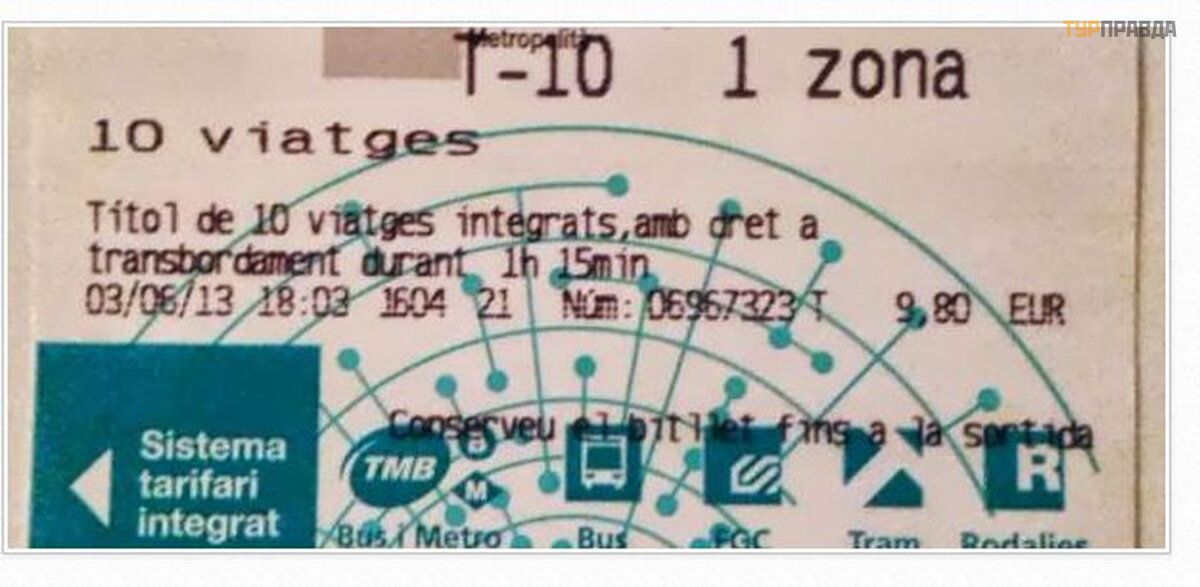 ТУРПРАВДА
Metropolità
T-10 1 zona
10 viatges
Títol de 10 viatges integrats,amb dret a
transbordament durant 1h 15min
03/06/13 18:03 1604 21 Núm: 06967323 T 9,80 EUR
Conserveu el bitllet fins a la sortida
Sistema
tarifari
integrat
TMB
B
M
R
Bus i Metro Bus FGC Tram Rodalies